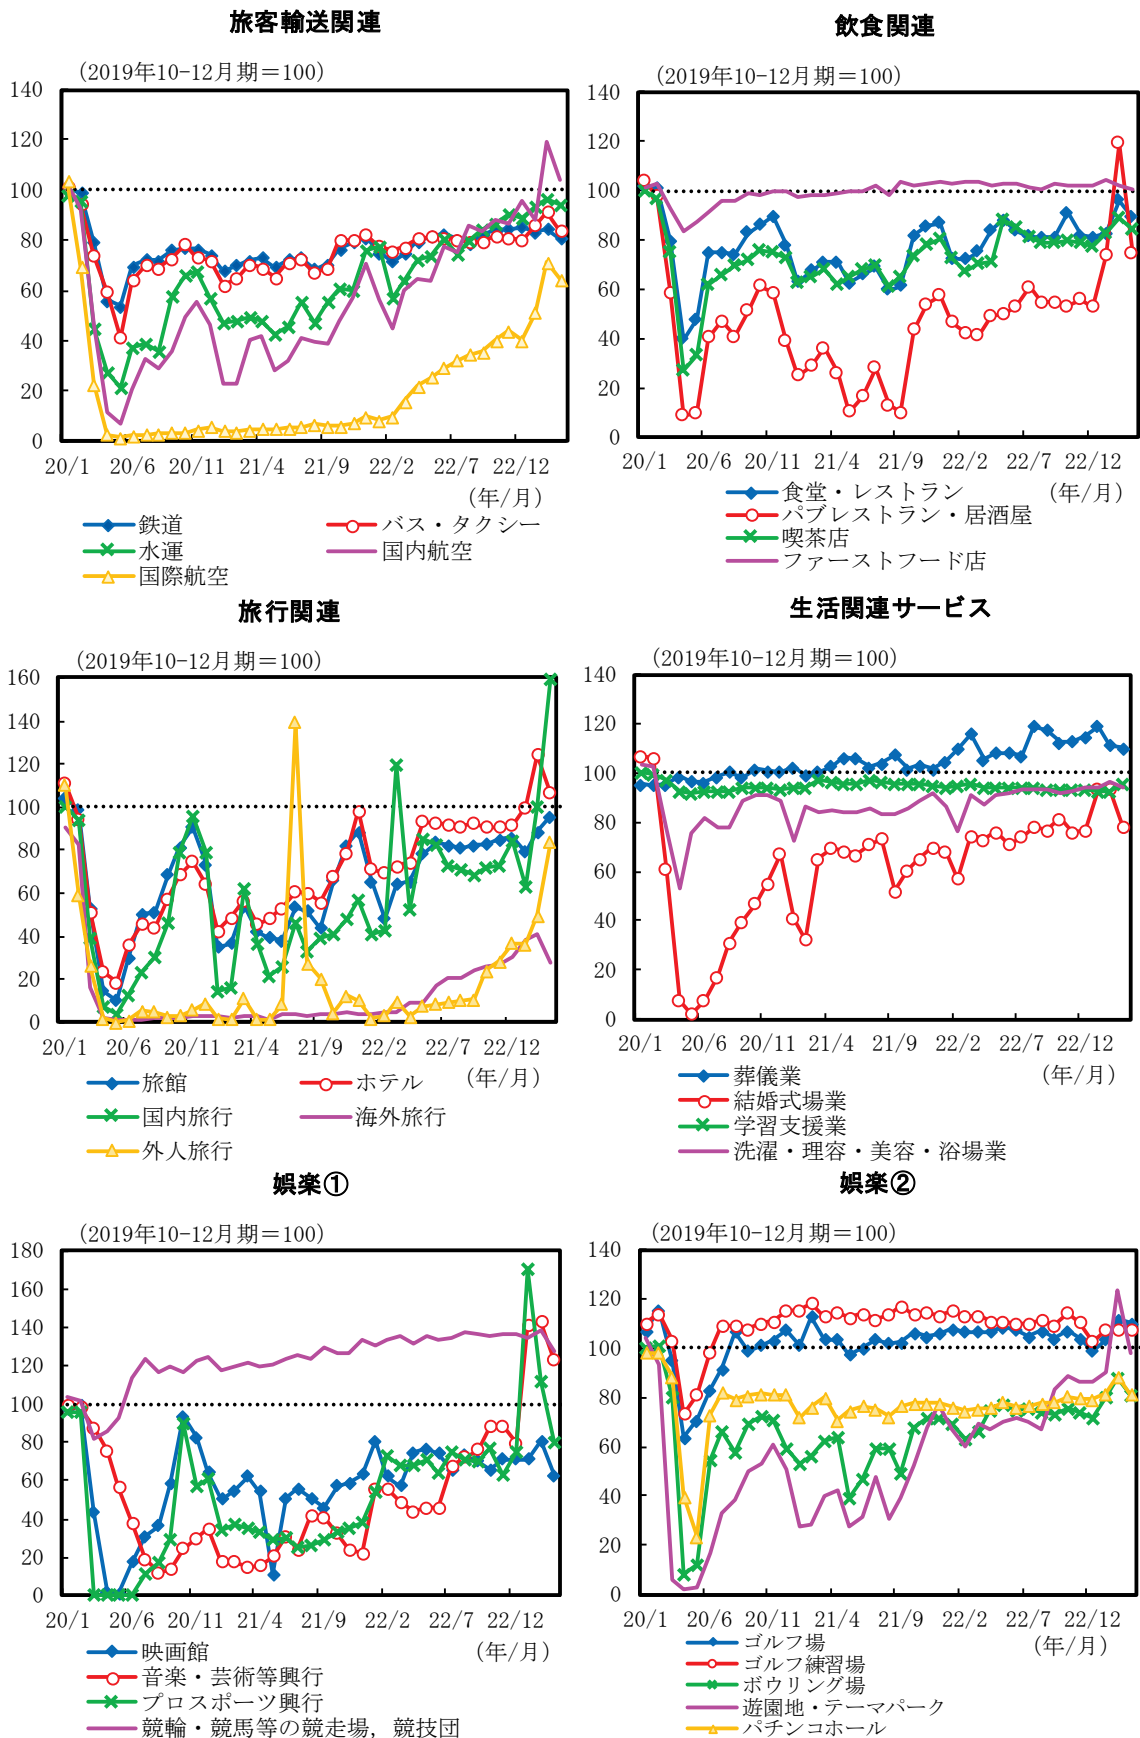 旅客輸送関連
(2019年10-12月期＝100)
140
120
100
80
60
40
20
0
20/1 20/6 20/11 21/4 21/9 22/2 22/7 22/12
(年/月)
鉄道 バス・タクシー
水運 国内航空
国際航空
飲食関連
(2019年10-12月期＝100)
140
120
100
80
60
40
20
0
20/1 20/6 20/11 21/4 21/9 22/2 22/7 22/12
(年/月)
食堂・レストラン
パブレストラン・居酒屋
喫茶店
ファーストフード店
旅行関連
(2019年10-12月期＝100)
160
140
120
100
80
60
40
20
0
20/1 20/6 20/11 21/4 21/9 22/2 22/7 22/12
(年/月)
旅館 ホテル
国内旅行 海外旅行
外人旅行
生活関連サービス
(2019年10-12月期＝100)
140
120
100
80
60
40
20
0
20/1 20/6 20/11 21/4 21/9 22/2 22/7 22/12
(年/月)
葬儀業
結婚式場業
学習支援業
洗濯・理容・美容・浴場業
娯楽①
(2019年10-12月期＝100)
180
160
140
120
100
80
60
40
20
0
20/1 20/6 20/11 21/4 21/9 22/2 22/7 22/12
(年/月)
映画館
音楽・芸術等興行
プロスポーツ興行
競輪・競馬等の競走場，競技団
娯楽②
(2019年10-12月期＝100)
140
120
100
80
60
40
20
0
20/1 20/6 20/11 21/4 21/9 22/2 22/7 22/12
(年/月)
ゴルフ場
ゴルフ練習場
ボウリング場
遊園地・テーマパーク
パチンコホール